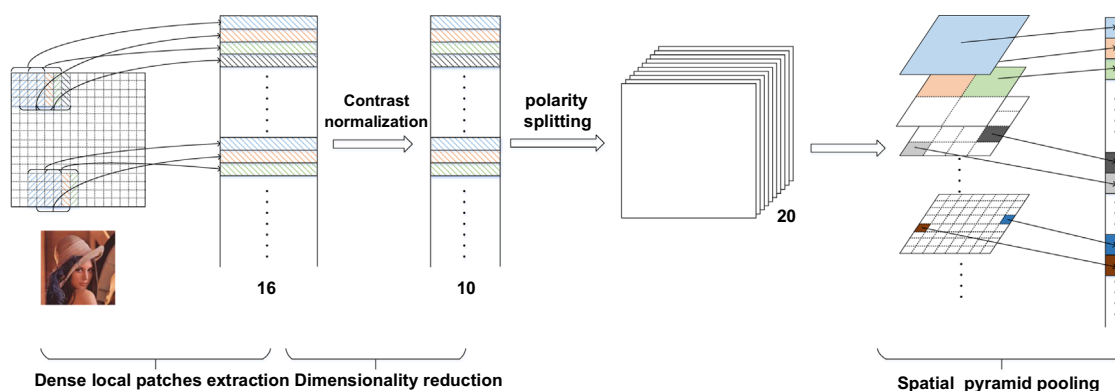 Contrast
normalization
polarity
splitting
16
10
20
Dense local patches extraction
Dimensionality reduction
Spatial pyramid pooling